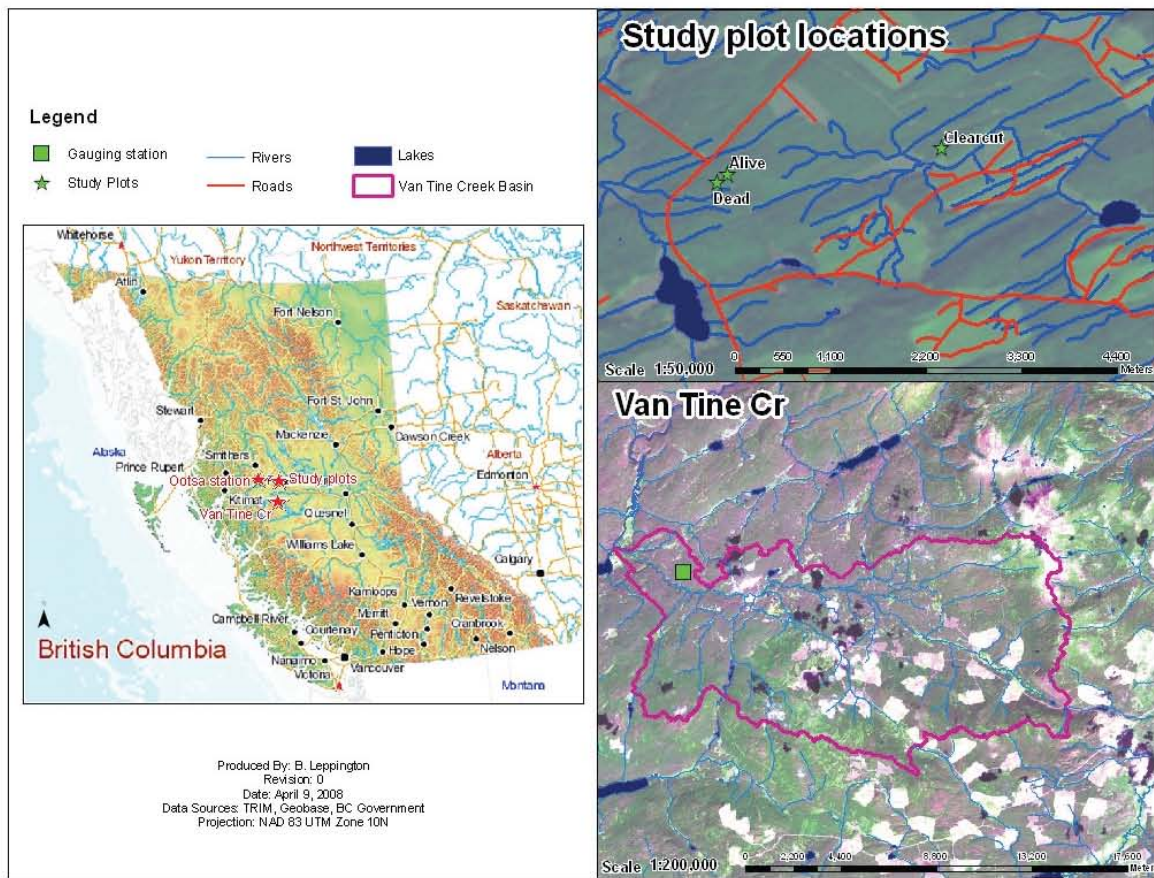 Legend
Gauging station
Rivers
Lakes
Study Plots
Roads
Van Tine Creek Basin
Whitehorse
Yukon Territory
Northwest Territories
Atlin
Fort Nelson
Saskatchewan
Fort St. John
Stewart
Dawson Creek
Mackenzie
Alaska
Smithers
Alberta
Prince Rupert
Edmonton
Ootsa station
Study plots
Kitimat
Van Tine Cr
Quesnel
Williams Lake
Calgary
Kamloops
Revelstoke
Vernon
Merritt
Campbell River
Cranbrook
Courtenay
Penticton
British Columbia
Hope
Nelson
Nanaimo
Vancouver
Victoria
Montana
Produced By: B. Leppington
Revision: 0
Date: April 9, 2008
Data Sources: TRIM, Geobase, BC Government
Projection: NAD 83 UTM Zone 10N
Study plot locations
Clearcut
Alive
Dead
0 550 1,100 2,200 3,300 4,400
Scale 1:50,000
Meters
Van Tine Cr
0 2,200 4,400 8,800 13,200 17,600
Scale 1:200,000
Meters